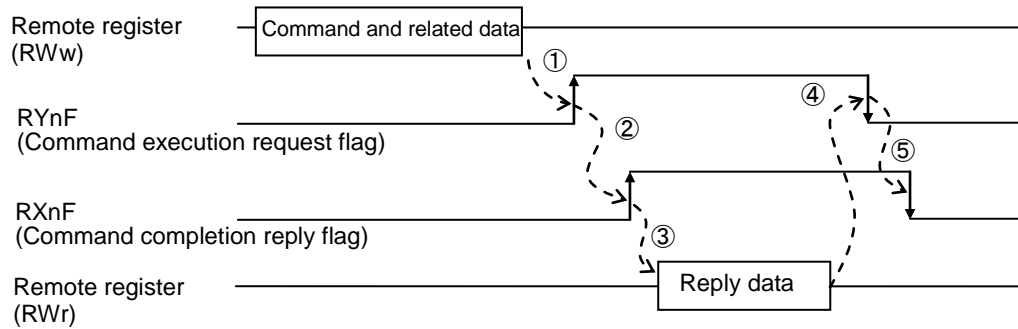 Remote register
(RWw)
Command and related data
①
RYnF
(Command execution request flag)
②
④
⑤
RXnF
(Command completion reply flag)
③
Remote register
(RWr)
Reply data